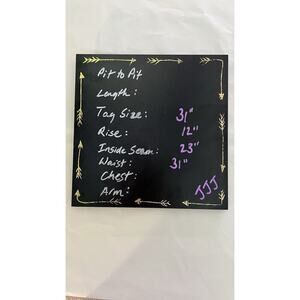 Pit to Pit
Length:
Tag Size: 31"
Rise: 12"
Inside Seam: 23"
Waist: 31"
Chest:
Arm: JJJ